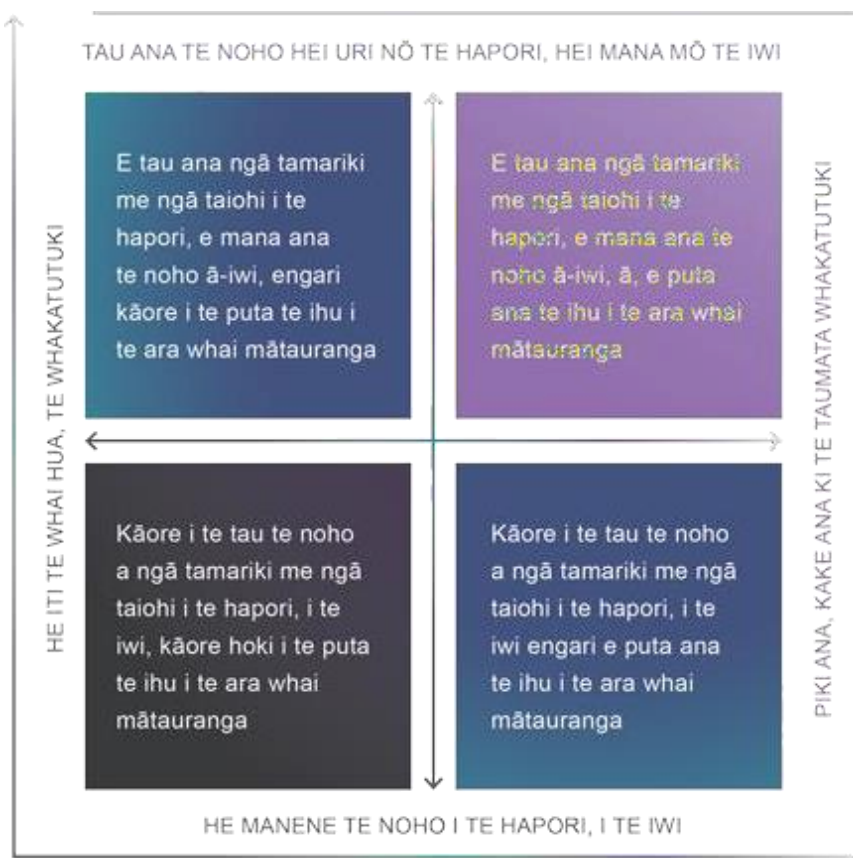 TAU ANA TE NOHO HEI URI NŌ TE HAPORI, HEI MANA MŌ TE IWI
HE ITI TE WHAI HUA, TE WHAKATUTUKI
E tau ana ngā tamariki
me ngā taiohi i te
hapori, e mana ana
te noho ā-iwi, engari
kāore i te puta te ihu i
te ara whai mātauranga
E tau ana ngā tamariki
me ngā taiohi i te
hapori, e mana ana te
noho ā-iwi, ā, e puta
ana te ihu i te ara whai
mātauranga
PIKI ANA, KAKE ANA KI TE TAUMATA WHAKATUTUKI
Kāore i te tau te noho
a ngā tamariki me ngā
taiohi i te hapori, i te
iwi, kāore hoki i te puta
te ihu i te ara whai
mātauranga
Kāore i te tau te noho
a ngā tamariki me ngā
taiohi i te hapori, i te
iwi engari e puta ana
te ihu i te ara whai
mātauranga
HE MANENE TE NOHO I TE HAPORI, I TE IWI